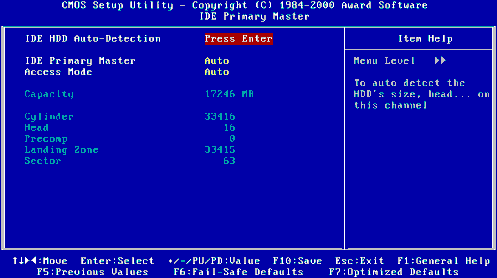 CMOS Setup Utility - Copyright (C) 1984-2000 Award Software
IDE Primary Master
IDE HDD Auto-Detection Press Enter
IDE Primary Master Auto
Access Mode Auto
Capacity 17246 MB
Cylinder 33416
Head 16
Precomp 0
Landing Zone 33415
Sector 63
Item Help
Menu Level ►►
To auto detect the
HDD's size, head... on
this channel
↑↓►◄:Move Enter:Select +/-/PU/PD:Value F10:Save Esc:Exit F1:General Help
F5:Previous Values F6:Fail-Safe Defaults F7:Optimized Defaults